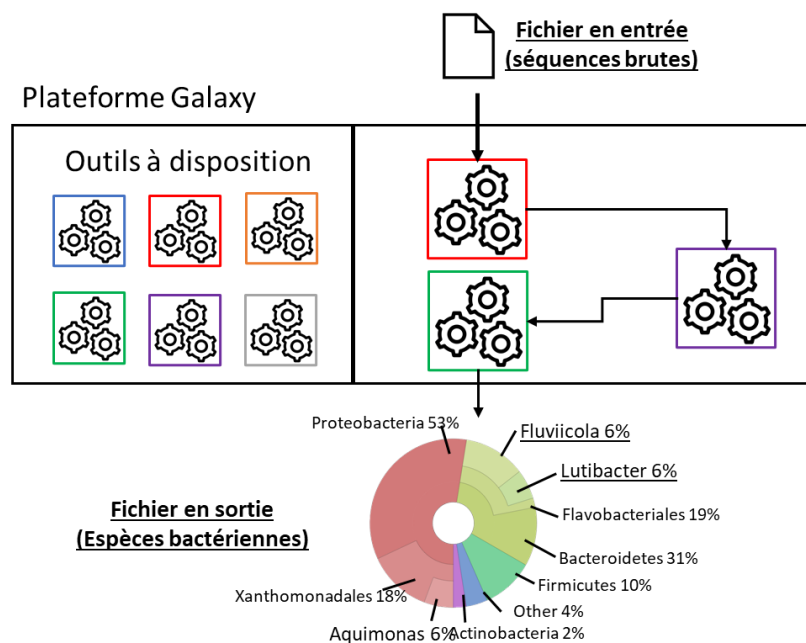 Fichier en entrée
(séquences brutes)
Plateforme Galaxy
Outils à disposition
Proteobacteria 53%
Fluviicola 6%
Lutibacter 6%
Flavobacteriales 19%
Fichier en sortie
(Espèces bactériennes)
Bacteroidetes 31%
Firmicutes 10%
Xanthomonadales 18%
Other 4%
Aquimonas 6%
Actinobacteria 2%